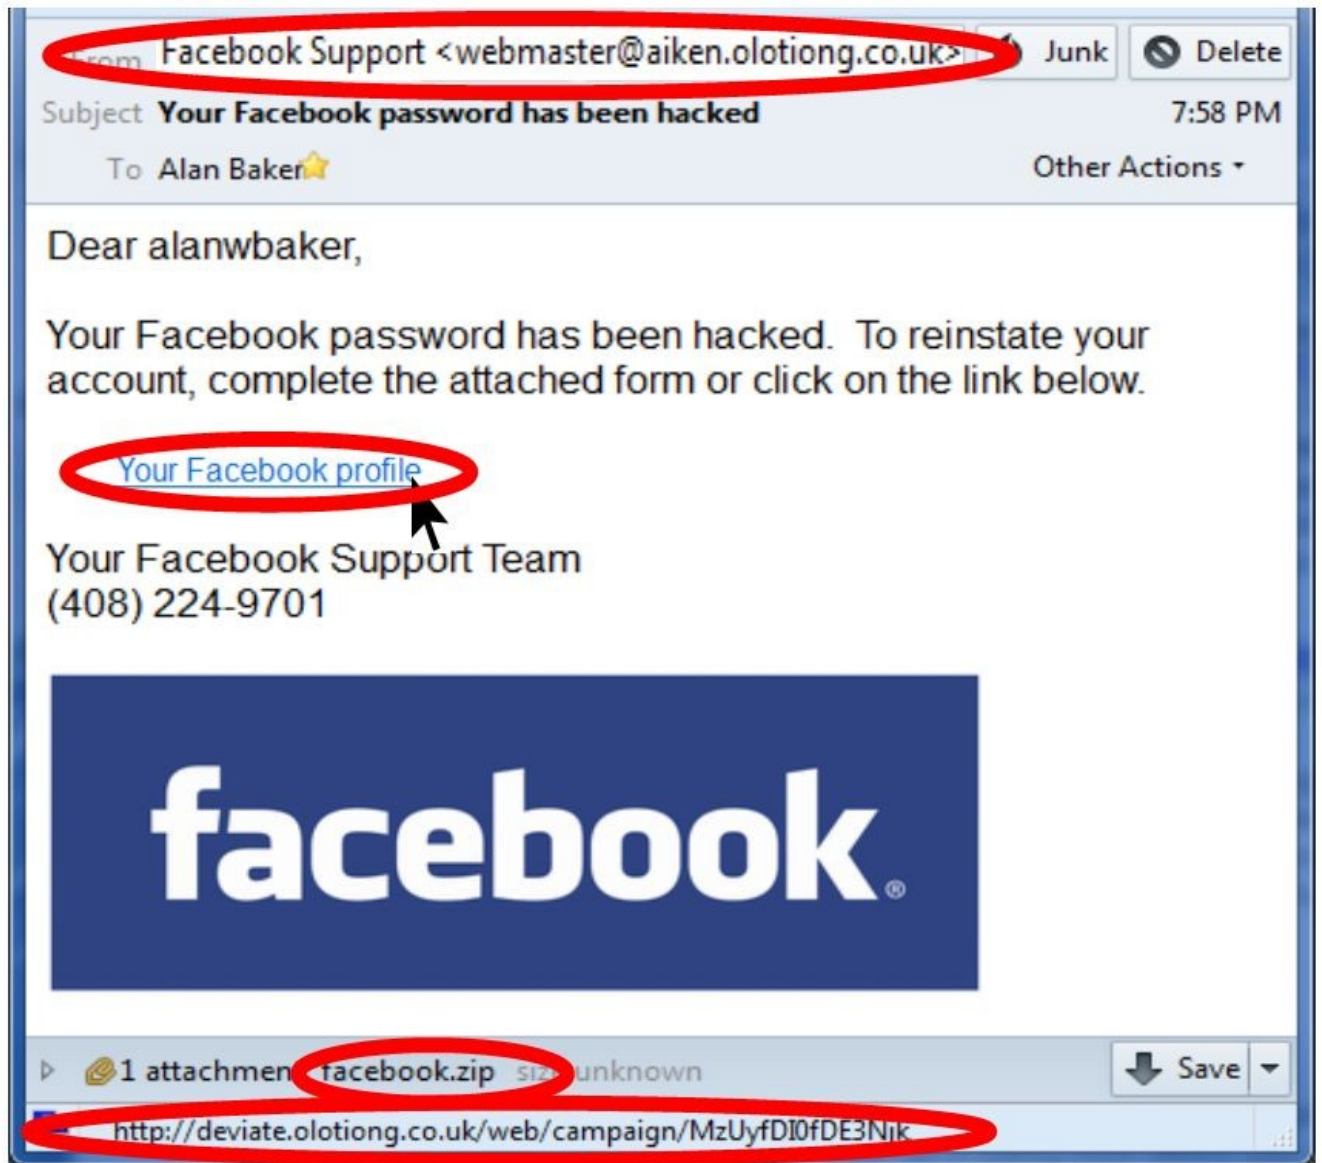 From Facebook Support <webmaster@aiken.olotiong.co.uk> Junk Delete
Subject Your Facebook password has been hacked 7:58 PM
To Alan Baker Other Actions
Dear alanwbaker,
Your Facebook password has been hacked. To reinstate your
account, complete the attached form or click on the link below.
Your Facebook profile
Your Facebook Support Team
(408) 224-9701
facebook®
1 attachment facebook.zip size unknown Save
http://deviate.olotiong.co.uk/web/campaign/MzUyfDI0fDE3Njk